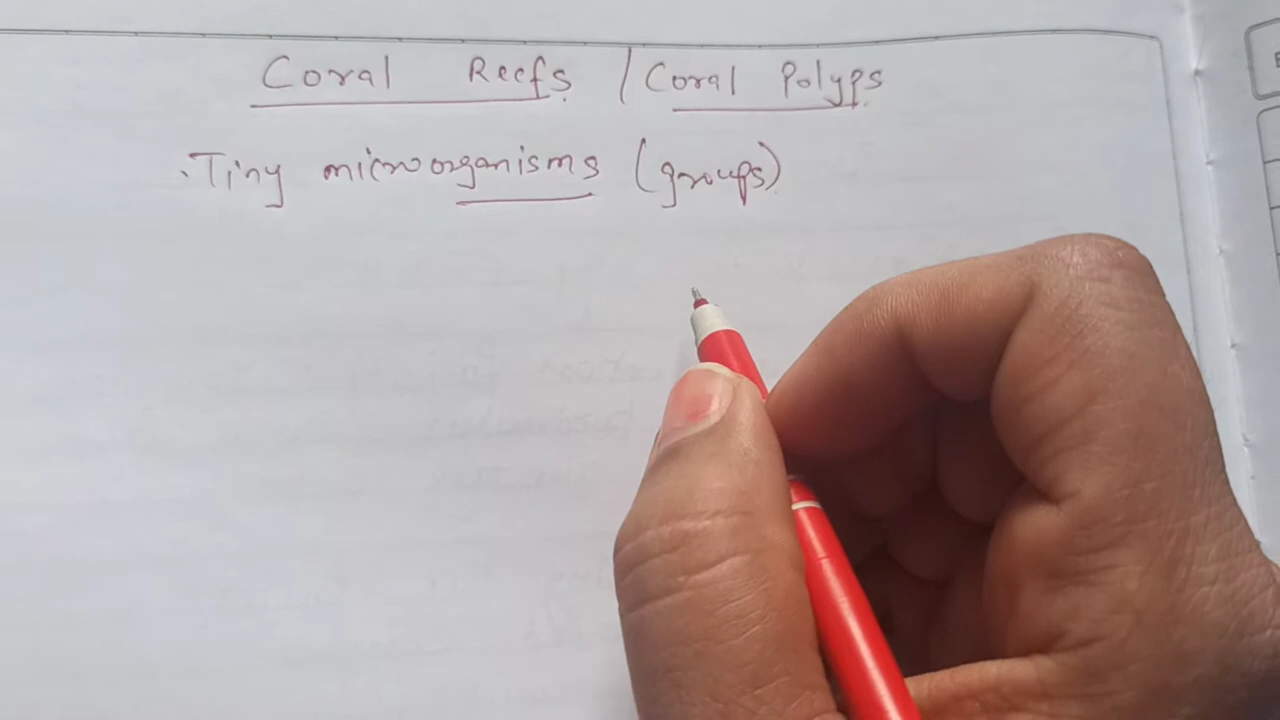 Coral Reefs / Coral Polyps
. Tiny microorganisms (groups)